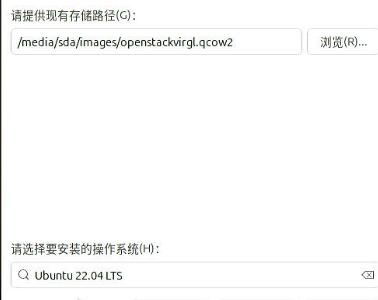 请提供现有存储路径(G)：
/media/sda/images/openstackvirgl.qcow2
浏览(R)...
请选择要安装的操作系统(H)：
Ubuntu 22.04 LTS